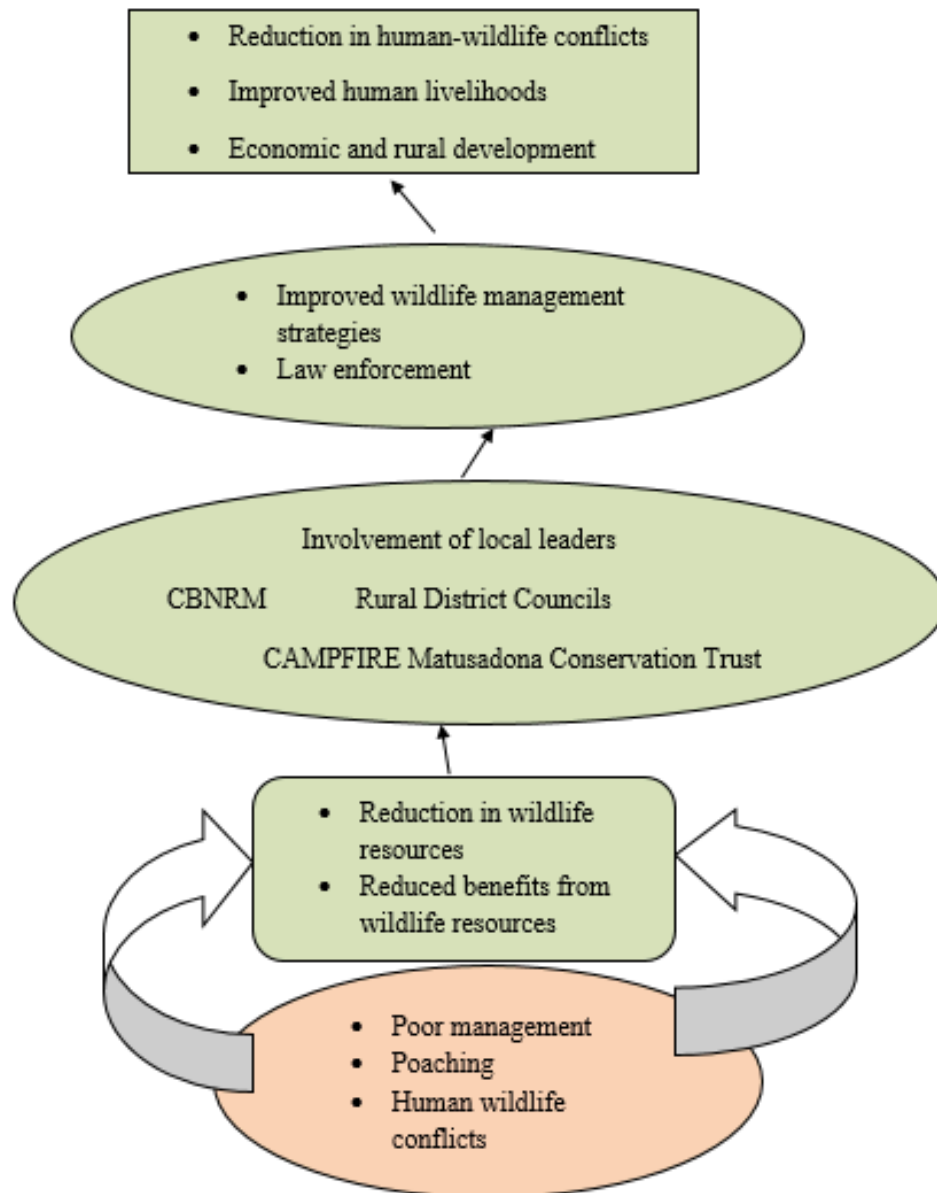 • Reduction in human-wildlife conflicts
• Improved human livelihoods
• Economic and rural development
• Improved wildlife management
strategies
• Law enforcement
Involvement of local leaders
CBNRM Rural District Councils
CAMPFIRE Matusadona Conservation Trust
• Reduction in wildlife
resources
• Reduced benefits from
wildlife resources
• Poor management
• Poaching
• Human wildlife
conflicts